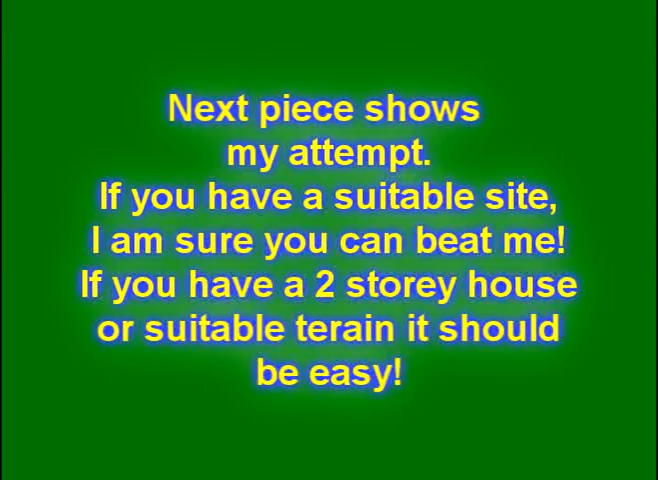 Next piece shows
my attempt.
If you have a suitable site,
I am sure you can beat me!
If you have a 2 storey house
or suitable terain it should
be easy!